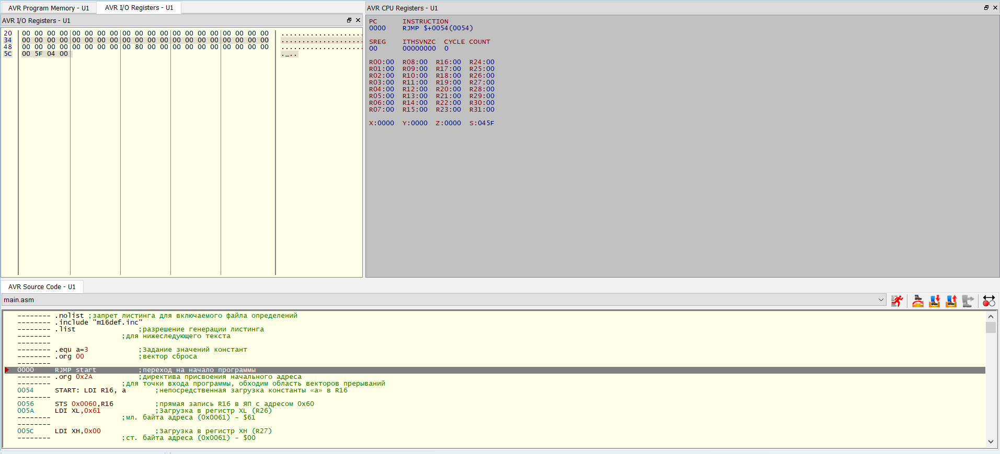 AVR Program Memory - U1
AVR I/O Registers - U1
AVR I/O Registers - U1
20 00 00 00 00 00 00 00 00 00 00 00 00 00 00 00 00 00 00 00 00 ....................
34 00 00 00 00 00 00 00 00 00 00 00 00 00 00 00 00 00 00 00 00 ....................
48 00 00 00 00 00 00 00 00 00 80 00 00 00 00 00 00 00 00 00 00 ....................
5C 00 5F 04 00 ._..
AVR CPU Registers - U1
PC INSTRUCTION
0000 RJMP $+0054(0054)
SREG ITHSVNZC CYCLE COUNT
00 00000000 0
R00:00 R08:00 R16:00 R24:00
R01:00 R09:00 R17:00 R25:00
R02:00 R10:00 R18:00 R26:00
R03:00 R11:00 R19:00 R27:00
R04:00 R12:00 R20:00 R28:00
R05:00 R13:00 R21:00 R29:00
R06:00 R14:00 R22:00 R30:00
R07:00 R15:00 R23:00 R31:00
X:0000 Y:0000 Z:0000 S:045F
AVR Source Code - U1
main.asm
-------- .nolist ;запрет листинга для включаемого файла определений
-------- .include "m16def.inc"
-------- .list ;разрешение генерации листинга
-------- ;для нижеследующего текста
--------
-------- .equ a=3 ;Задание значений констант
-------- .org 00 ;вектор сброса
--------
0000 RJMP start ;переход на начало программы
-------- .org 0x2A ;директива присвоения начального адреса
-------- ;для точки входа программы, обходим область векторов прерываний
0054 START: LDI R16, a ;непосредственная загрузка константы «a» в R16
--------
0056 STS 0x0060,R16 ;прямая запись R16 в ЯП с адресом 0x60
005A LDI XL,0x61 ;Загрузка в регистр XL (R26)
-------- ;мл. байта адреса (0x0061) – $61
--------
005C LDI XH,0x00 ;Загрузка в регистр XH (R27)
-------- ;ст. байта адреса (0x0061) – $00